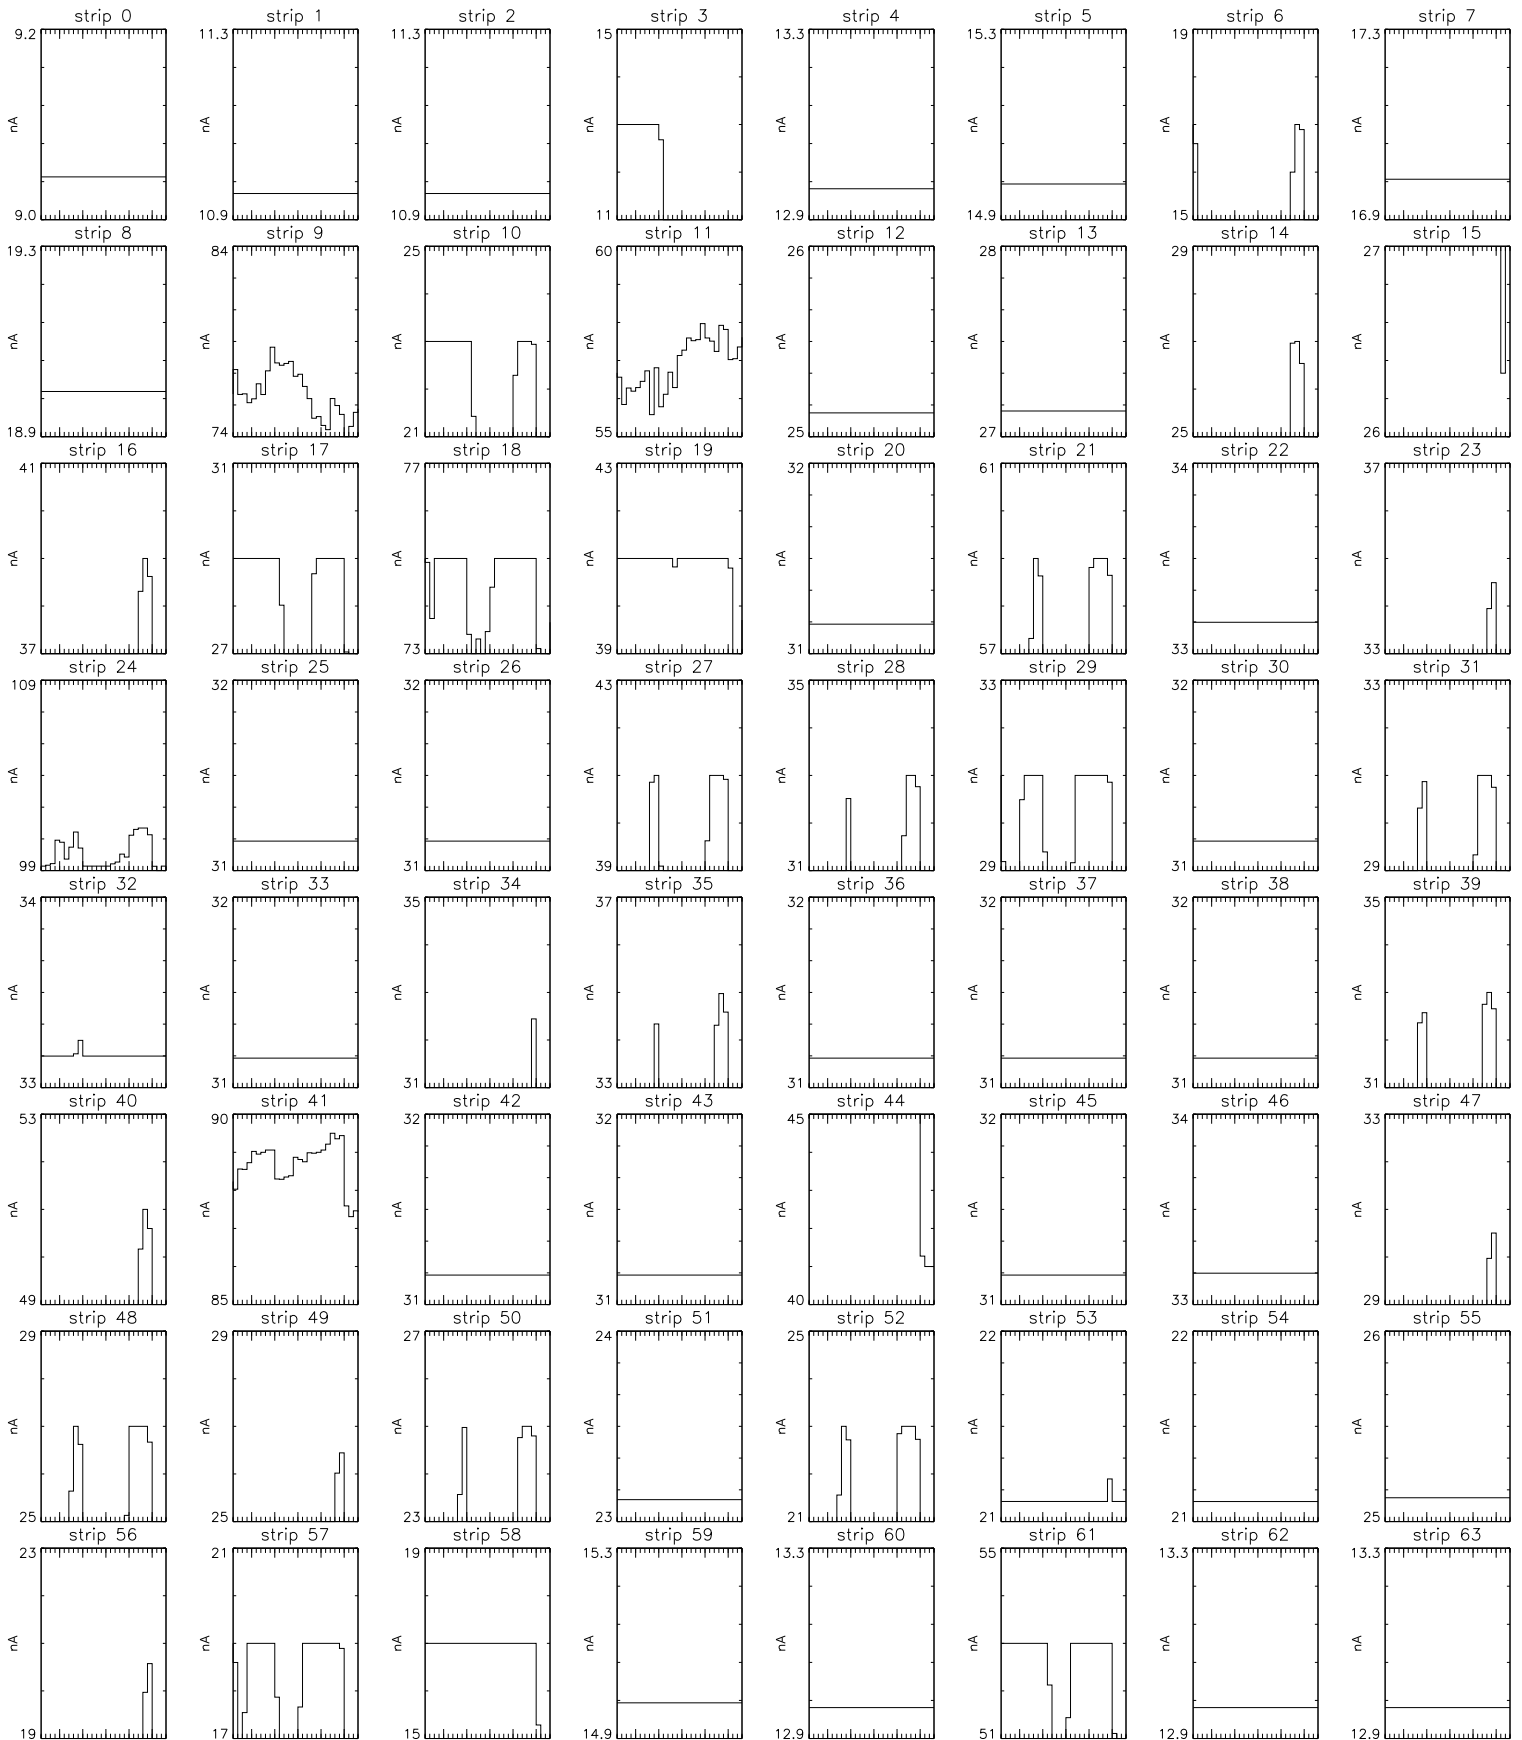 strip 0 strip 1 strip 2 strip 3 strip 4 strip 5 strip 6 strip 7
9.2 11.3 11.3 15 13.3 15.3 19 17.3
nA nA nA nA nA nA nA nA
9.0 10.9 10.9 11 12.9 14.9 15 16.9
strip 8 strip 9 strip 10 strip 11 strip 12 strip 13 strip 14 strip 15
19.3 84 25 60 26 28 29 27
nA nA nA nA nA nA nA nA
18.9 74 21 55 25 27 25 26
strip 16 strip 17 strip 18 strip 19 strip 20 strip 21 strip 22 strip 23
41 31 77 43 32 61 34 37
nA nA nA nA nA nA nA nA
37 27 73 39 31 57 33 33
strip 24 strip 25 strip 26 strip 27 strip 28 strip 29 strip 30 strip 31
109 32 32 43 35 33 32 33
nA nA nA nA nA nA nA nA
99 31 31 39 31 29 31 29
strip 32 strip 33 strip 34 strip 35 strip 36 strip 37 strip 38 strip 39
34 32 35 37 32 32 32 35
nA nA nA nA nA nA nA nA
33 31 31 33 31 31 31 31
strip 40 strip 41 strip 42 strip 43 strip 44 strip 45 strip 46 strip 47
53 90 32 32 45 32 34 33
nA nA nA nA nA nA nA nA
49 85 31 31 40 31 33 29
strip 48 strip 49 strip 50 strip 51 strip 52 strip 53 strip 54 strip 55
29 29 27 24 25 22 22 26
nA nA nA nA nA nA nA nA
25 25 23 23 21 21 21 25
strip 56 strip 57 strip 58 strip 59 strip 60 strip 61 strip 62 strip 63
23 21 19 15.3 13.3 55 13.3 13.3
nA nA nA nA nA nA nA nA
19 17 15 14.9 12.9 51 12.9 12.9